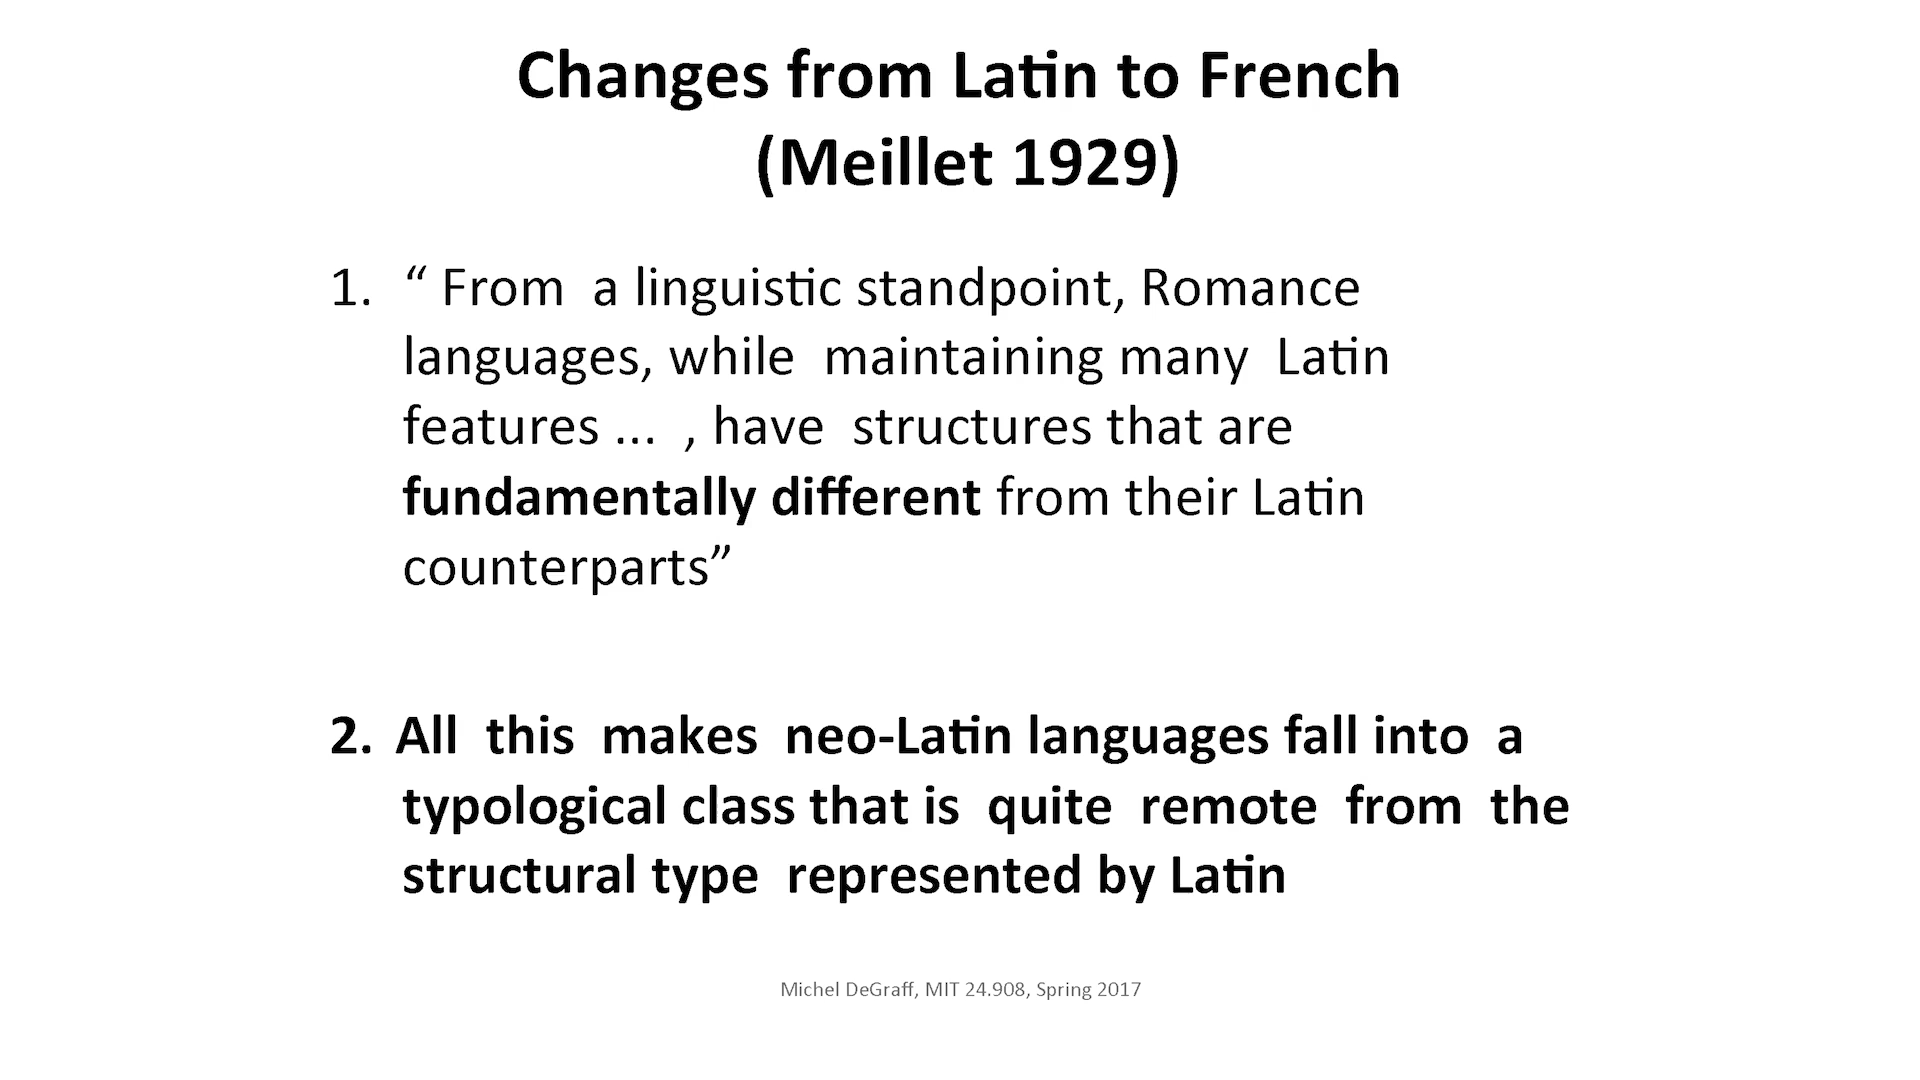 Changes from Latin to French
(Meillet 1929)
1. “ From a linguistic standpoint, Romance
languages, while maintaining many Latin
features ... , have structures that are
fundamentally different from their Latin
counterparts”
2. All this makes neo-Latin languages fall into a
typological class that is quite remote from the
structural type represented by Latin
Michel DeGraff, MIT 24.908, Spring 2017